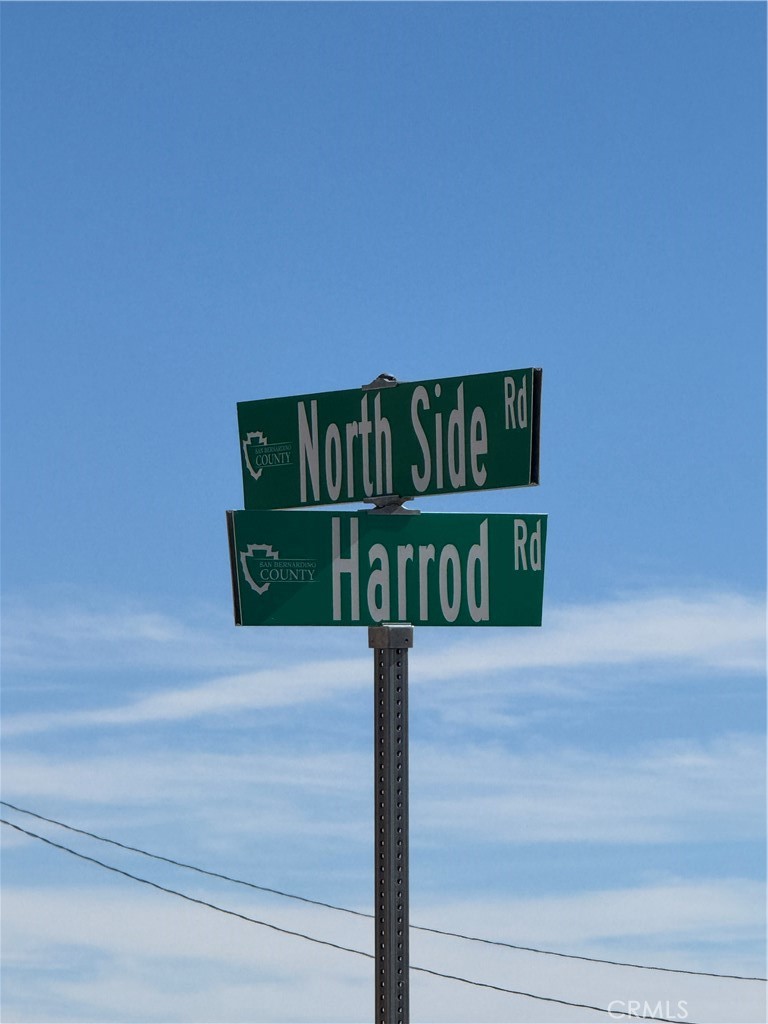 North Side Rd
SAN BERNARDINO
COUNTY
Harrod Rd
SAN BERNARDINO
COUNTY
CRMLS